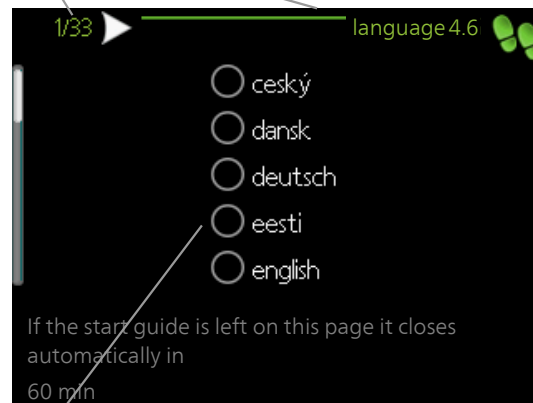 1/33
language 4.6
ceský
dansk
deutsch
eesti
english
If the start guide is left on this page it closes
automatically in
60 min